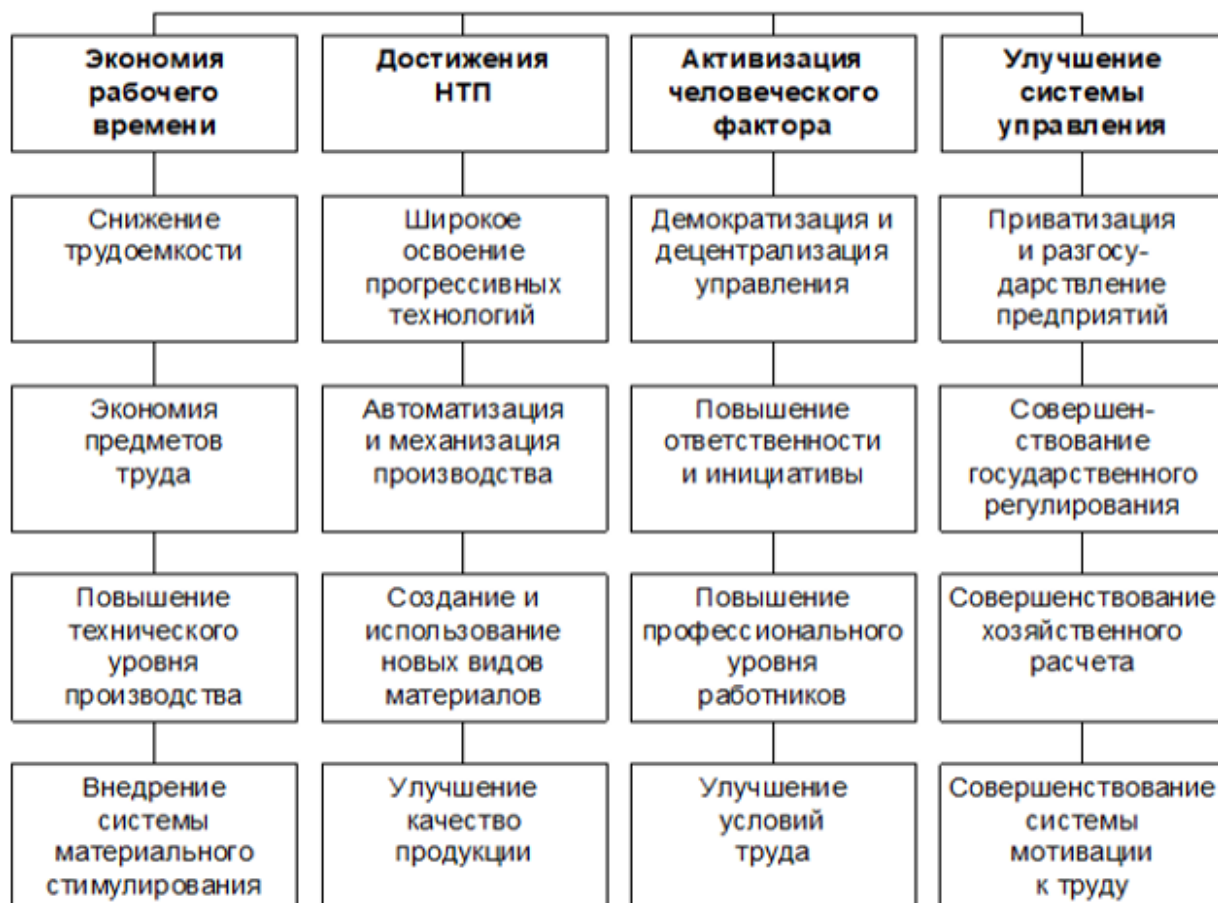 Экономия
рабочего
времени
Снижение
трудоемкости
Экономия
предметов
труда
Повышение
технического
уровня
производства
Внедрение
системы
материального
стимулирования
Достижения
НТП
Широкое
освоение
прогрессивных
технологий
Автоматизация
и механизация
производства
Создание и
использование
новых видов
материалов
Улучшение
качество
продукции
Активизация
человеческого
фактора
Демократизация и
децентрализация
управления
Повышение
ответственности
и инициативы
Повышение
профессионального
уровня
работников
Улучшение
условий
труда
Улучшение
системы
управления
Приватизация
и разгосу-
дарствление
предприятий
Совершен-
ствование
государственного
регулирования
Совершенствование
хозяйственного
расчета
Совершенствование
системы
мотивации
к труду